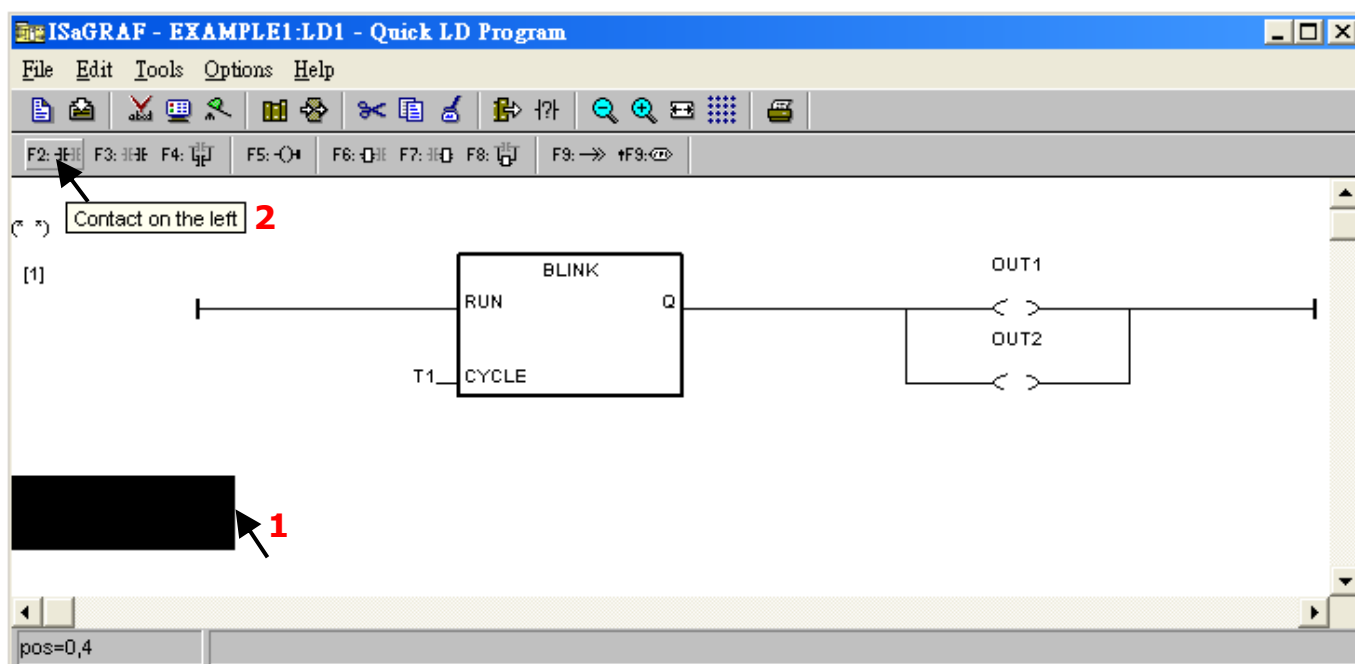 ISaGRAF - EXAMPLE1:LD1 - Quick LD Program
File Edit Tools Options Help
abcd
?
F2: F3: F4: F5: F6: F7: F8: F9: F9:
Contact on the left 2
(* *)
[1]
BLINK
OUT1
RUN Q
OUT2
T1 CYCLE
1
pos=0,4